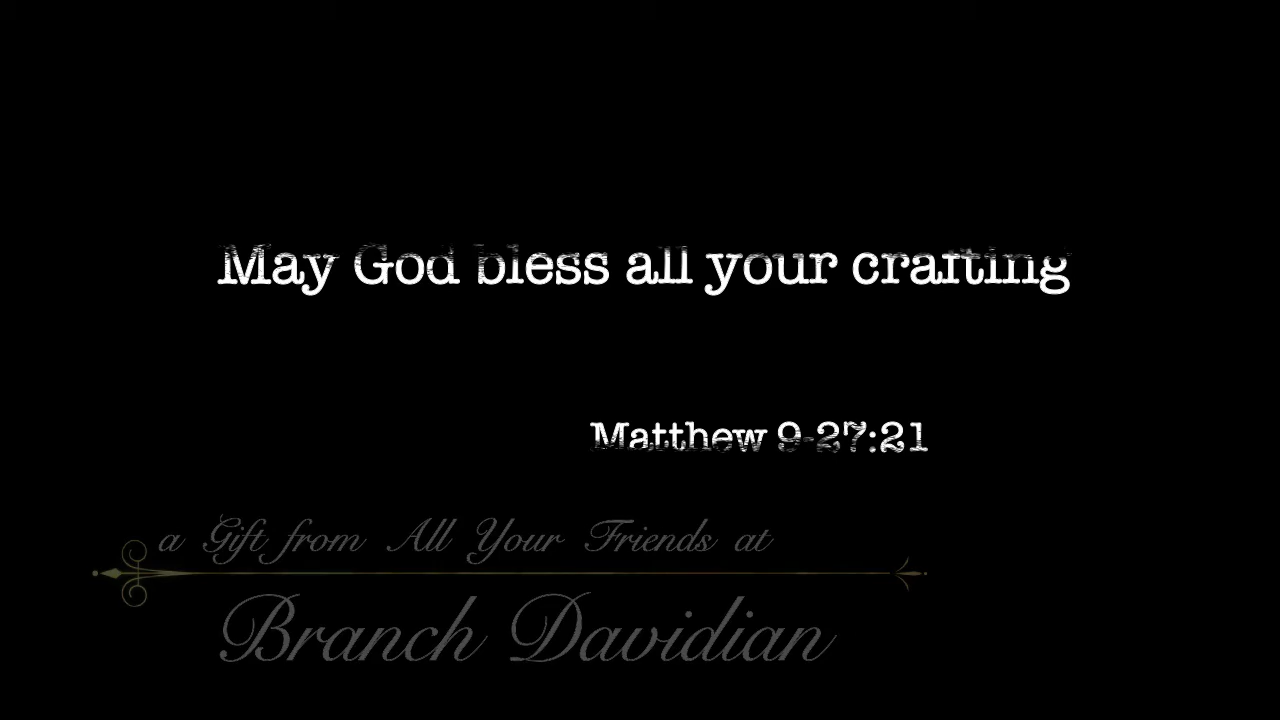 May God bless all your crafting
Matthew 9-27:21
a Gift from All Your Friends at
Branch Davidian